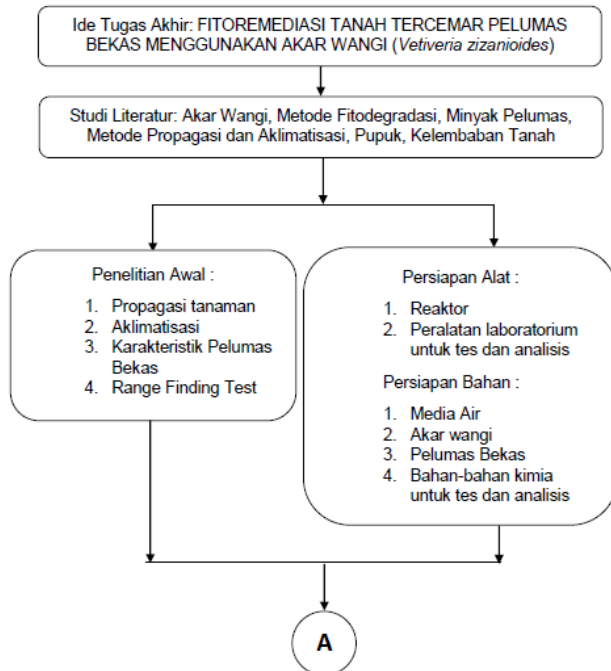 Ide Tugas Akhir: FITOREMEDIASI TANAH TERCEMAR PELUMAS
BEKAS MENGGUNAKAN AKAR WANGI (Vetiveria zizanioides)
Studi Literatur: Akar Wangi, Metode Fitodegradasi, Minyak Pelumas,
Metode Propagasi dan Aklimatisasi, Pupuk, Kelembaban Tanah
Penelitian Awal :
1. Propagasi tanaman
2. Aklimatisasi
3. Karakteristik Pelumas
Bekas
4. Range Finding Test
Persiapan Alat :
1. Reaktor
2. Peralatan laboratorium
untuk tes dan analisis
Persiapan Bahan :
1. Media Air
2. Akar wangi
3. Pelumas Bekas
4. Bahan-bahan kimia
untuk tes dan analisis
A